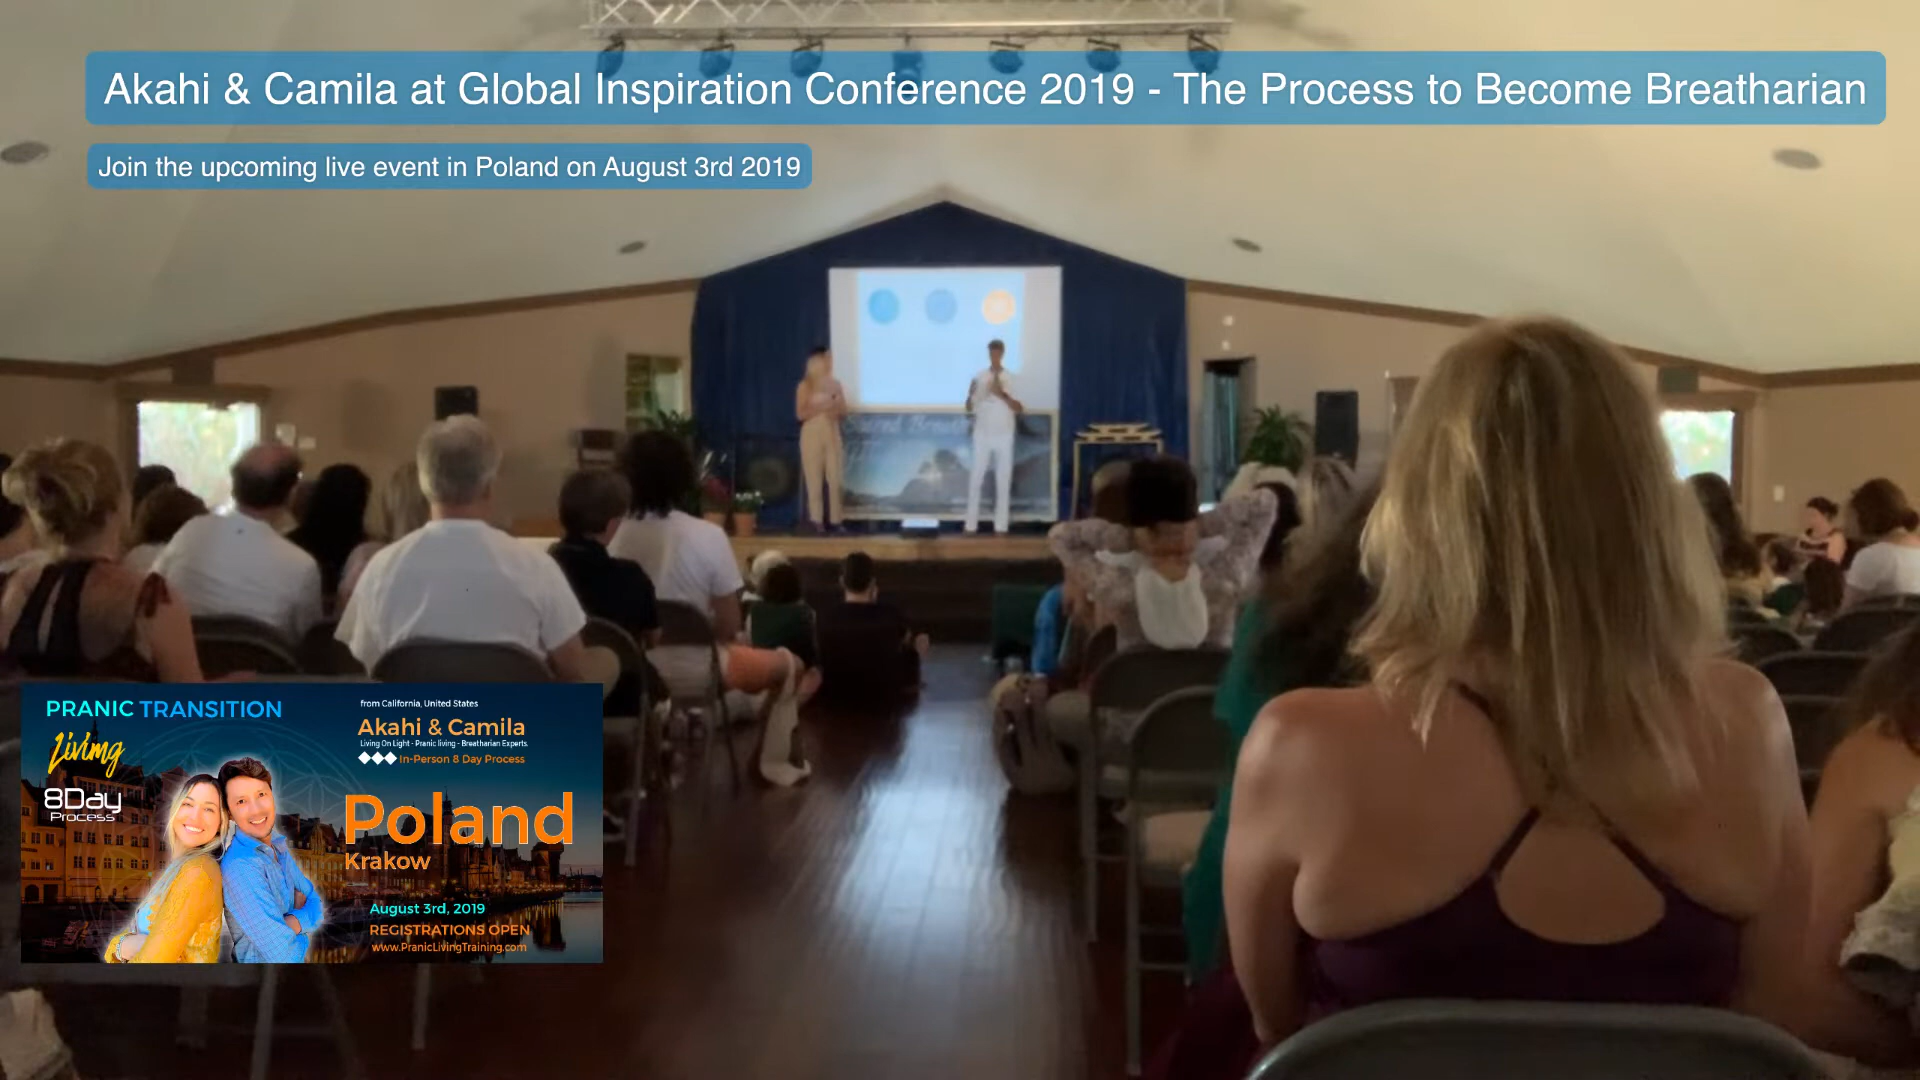 Akahi & Camila at Global Inspiration Conference 2019 - The Process to Become Breatharian
Join the upcoming live event in Poland on August 3rd 2019
Sacred
PRANIC TRANSITION
Living
8Day
Process
from California, United States
Akahi & Camila
Living On Light - Pranic living - Breatharian Experts.
In-Person 8 Day Process
Poland
Krakow
August 3rd, 2019
REGISTRATIONS OPEN
www.PranicLivingTraining.com